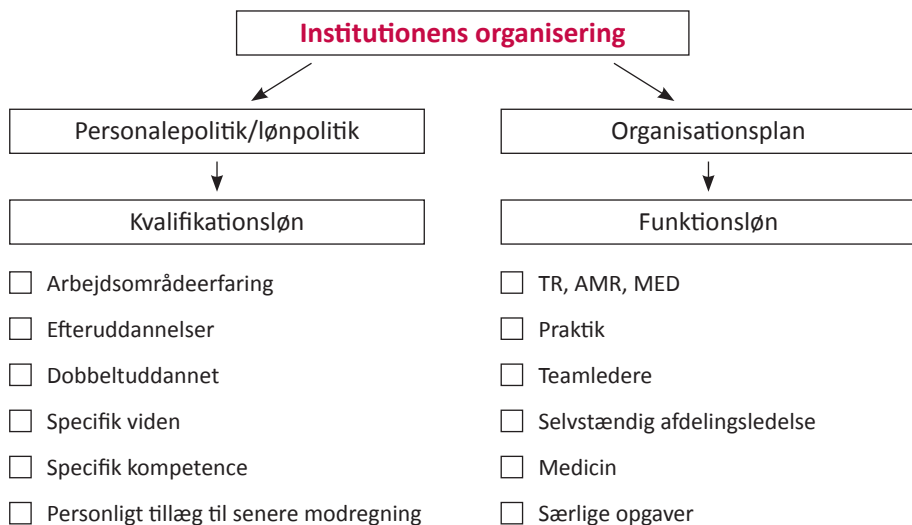 Institutionens organisering
Personalepolitik/lønpolitik
Organisationsplan
Kvalifikationsløn
Funktionsløn
Arbejdsområdeerfaring
Efteruddannelser
Dobbeltuddannet
Specifik viden
Specifik kompetence
Personligt tillæg til senere modregning
TR, AMR, MED
Praktik
Teamledere
Selvstændig afdelingsledelse
Medicin
Særlige opgaver